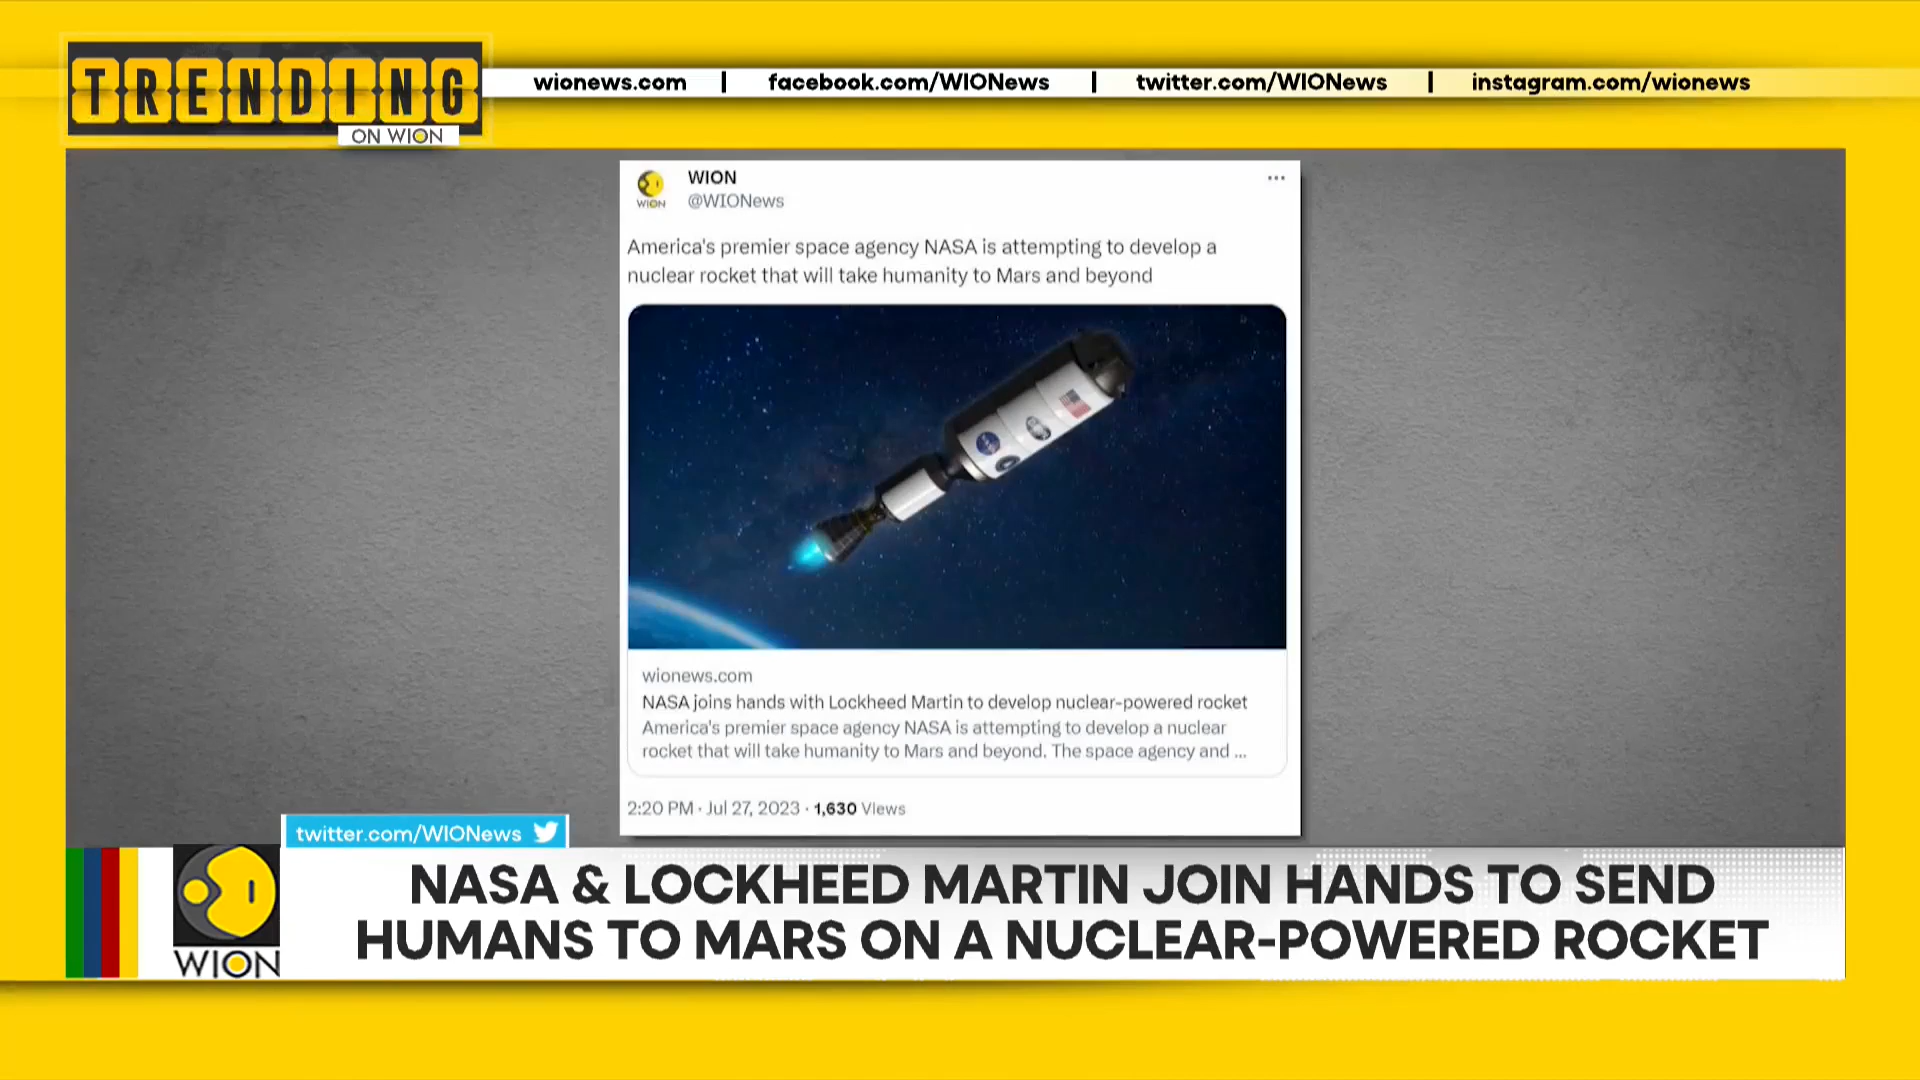 TRENDING
ON WION
wionews.com | facebook.com/WIONews | twitter.com/WIONews | instagram.com/wionews
WION
WION
@WIONews
America's premier space agency NASA is attempting to develop a
nuclear rocket that will take humanity to Mars and beyond
wionews.com
NASA joins hands with Lockheed Martin to develop nuclear-powered rocket
America's premier space agency NASA is attempting to develop a nuclear
rocket that will take humanity to Mars and beyond. The space agency and ...
2:20 PM · Jul 27, 2023 · 1,630 Views
twitter.com/WIONews
NASA & LOCKHEED MARTIN JOIN HANDS TO SEND
HUMANS TO MARS ON A NUCLEAR-POWERED ROCKET
WION